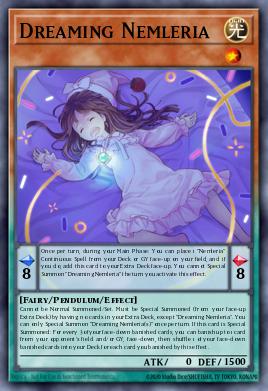 DREAMING NEMLERIA
光
Once per turn, during your Main Phase: You can place 1 "Nemleria"
Continuous Spell from your Deck or GY face-up on your field, and if
you do, add this card to your Extra Deck face-up. You cannot Special
Summon "Dreaming Nemleria" the turn you activate this effect.
8
8
[Fairy/Pendulum/Effect]
Cannot be Normal Summoned/Set. Must be Special Summoned from your face-up
Extra Deck by having no cards in your Extra Deck, except "Dreaming Nemleria". You
can only Special Summon "Dreaming Nemleria(s)" once per turn. If this card is Special
Summoned: For every 3 of your face-down banished cards, you can banish up to 1 card
from your opponent's field and/or GY, face-down, then shuffle 1 of your face-down
banished cards into your Deck for each card you banished by this effect.
ATK/ 0 DEF/1500